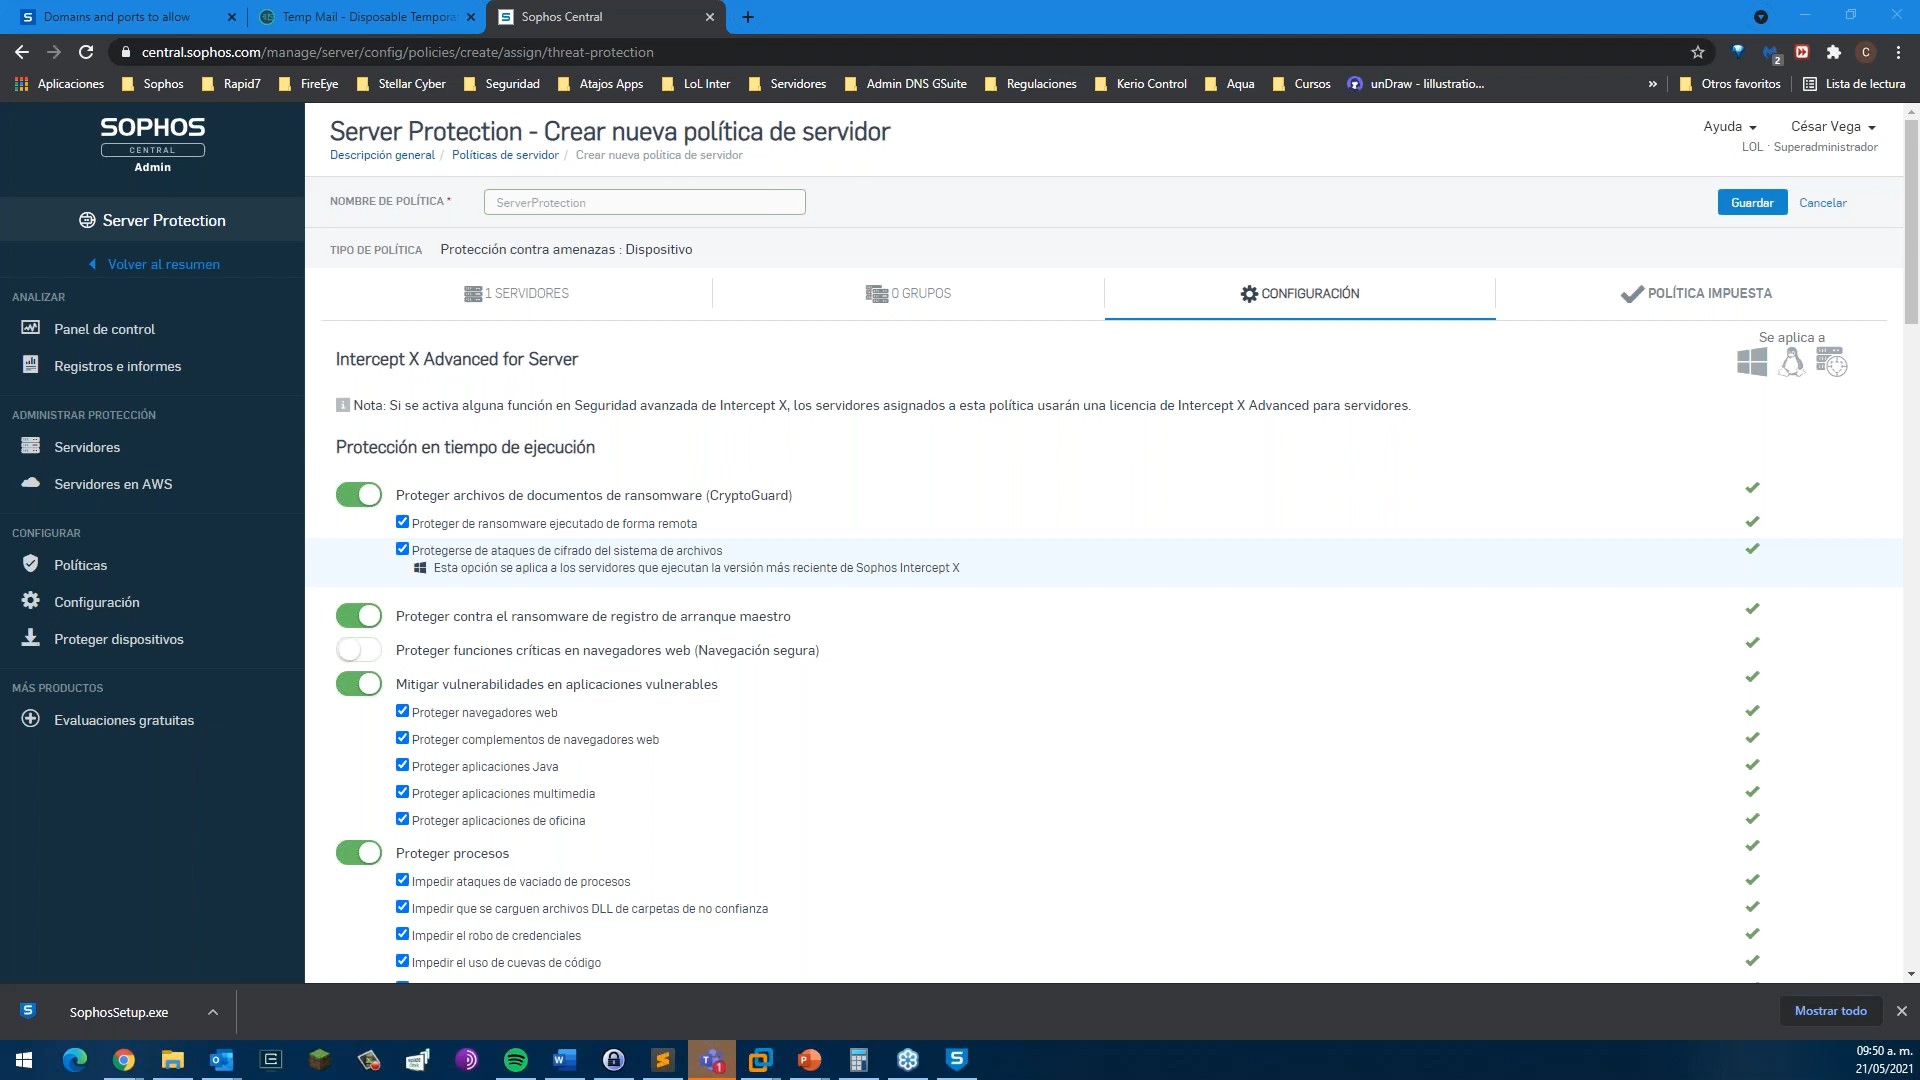 Domains and ports to allow
Temp Mail - Disposable Tempora
Sophos Central
central.sophos.com/manage/server/config/policies/create/assign/threat-protection
2
C
Aplicaciones
Sophos
Rapid7
FireEye
Stellar Cyber
Seguridad
Atajos Apps
LoL Inter
Servidores
Admin DNS GSuite
Regulaciones
Kerio Control
Aqua
Cursos
unDraw - Iillustratio...
»
Otros favoritos
Lista de lectura
SOPHOS
CENTRAL
Admin
Server Protection
Volver al resumen
ANALIZAR
Panel de control
Registros e informes
ADMINISTRAR PROTECCIÓN
Servidores
Servidores en AWS
CONFIGURAR
Políticas
Configuración
Proteger dispositivos
MÁS PRODUCTOS
Evaluaciones gratuitas
Server Protection - Crear nueva política de servidor
Descripción general / Políticas de servidor / Crear nueva política de servidor
Ayuda
César Vega
LOL · Superadministrador
NOMBRE DE POLÍTICA *
ServerProtection
Guardar
Cancelar
TIPO DE POLÍTICA
Protección contra amenazas : Dispositivo
1 SERVIDORES
0 GRUPOS
CONFIGURACIÓN
POLÍTICA IMPUESTA
Se aplica a
Intercept X Advanced for Server
Nota: Si se activa alguna función en Seguridad avanzada de Intercept X, los servidores asignados a esta política usarán una licencia de Intercept X Advanced para servidores.
Protección en tiempo de ejecución
Proteger archivos de documentos de ransomware (CryptoGuard)
Proteger de ransomware ejecutado de forma remota
Protegerse de ataques de cifrado del sistema de archivos
Esta opción se aplica a los servidores que ejecutan la versión más reciente de Sophos Intercept X
Proteger contra el ransomware de registro de arranque maestro
Proteger funciones críticas en navegadores web (Navegación segura)
Mitigar vulnerabilidades en aplicaciones vulnerables
Proteger navegadores web
Proteger complementos de navegadores web
Proteger aplicaciones Java
Proteger aplicaciones multimedia
Proteger aplicaciones de oficina
Proteger procesos
Impedir ataques de vaciado de procesos
Impedir que se carguen archivos DLL de carpetas de no confianza
Impedir el robo de credenciales
Impedir el uso de cuevas de código
SophosSetup.exe
Mostrar todo
09:50 a. m.
21/05/2021